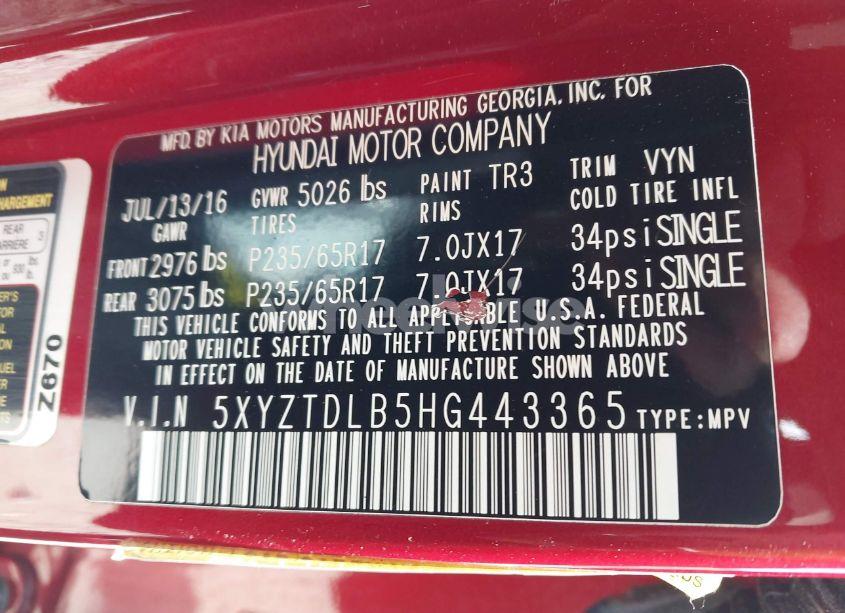 MFD. BY KIA MOTORS MANUFACTURING GEORGIA, INC. FOR
HYUNDAI MOTOR COMPANY
JUL/13/16 GVWR 5026 lbs PAINT TR3 TRIM VYN
GAWR TIRES RIMS COLD TIRE INFL
FRONT 2976 lbs P235/65R17 7.0JX17 34psi SINGLE
REAR 3075 lbs P235/65R17 7.0JX17 34psi SINGLE
THIS VEHICLE CONFORMS TO ALL APPLICABLE U.S.A. FEDERAL
MOTOR VEHICLE SAFETY AND THEFT PREVENTION STANDARDS
IN EFFECT ON THE DATE OF MANUFACTURE SHOWN ABOVE
V.I.N 5XYZTDLB5HG443365 TYPE:MPV
REAR
Z670